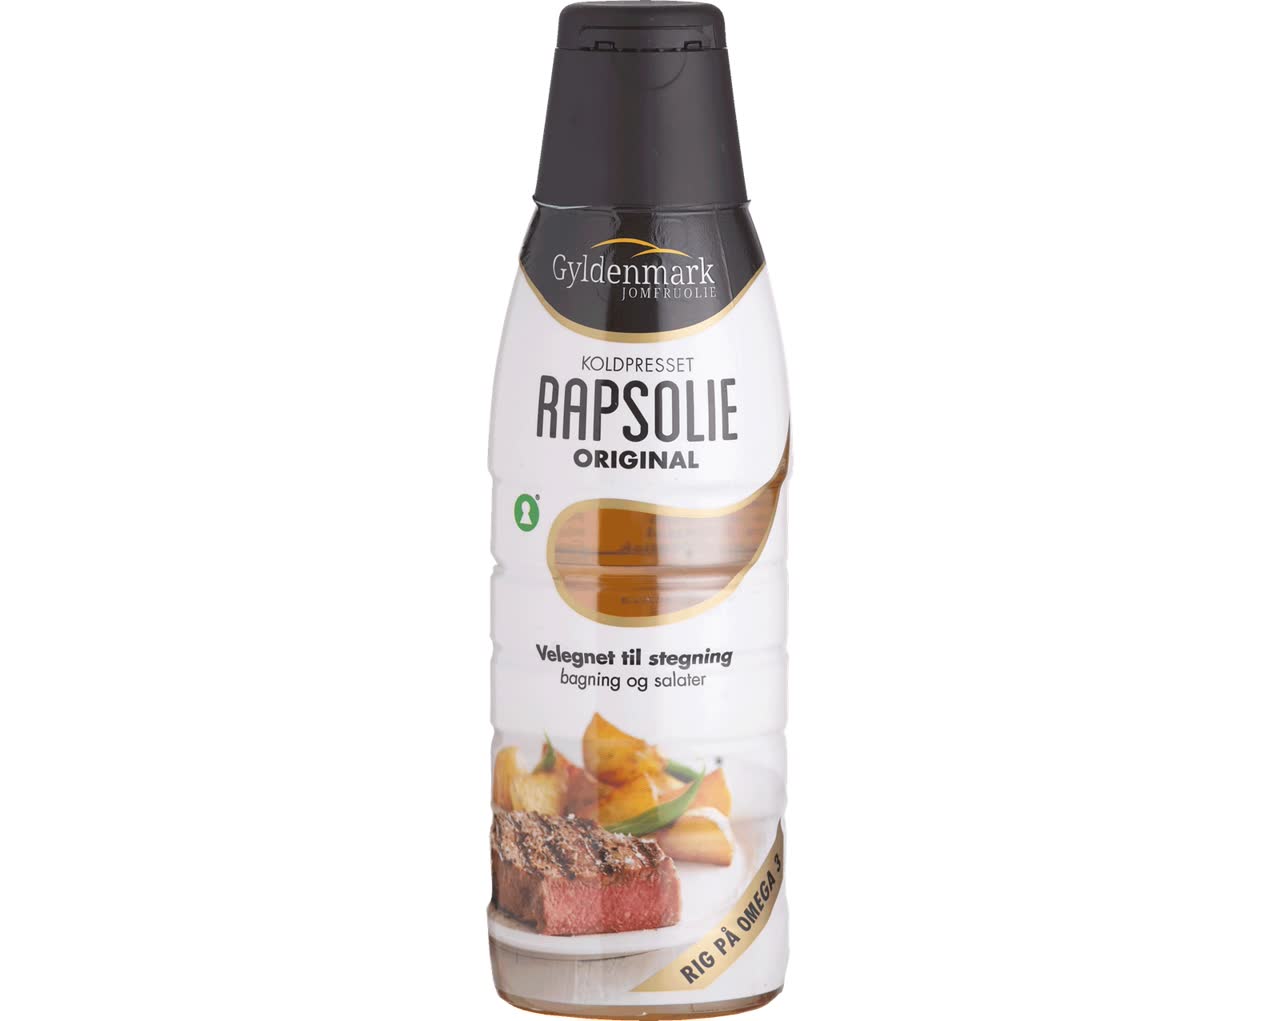 Gyldenmark
JOMFRUOLIE
KOLDPRESSET
RAPSOLIE
ORIGINAL
Velegnet til stegning
bagning og salater
RIG PÅ OMEGA 3